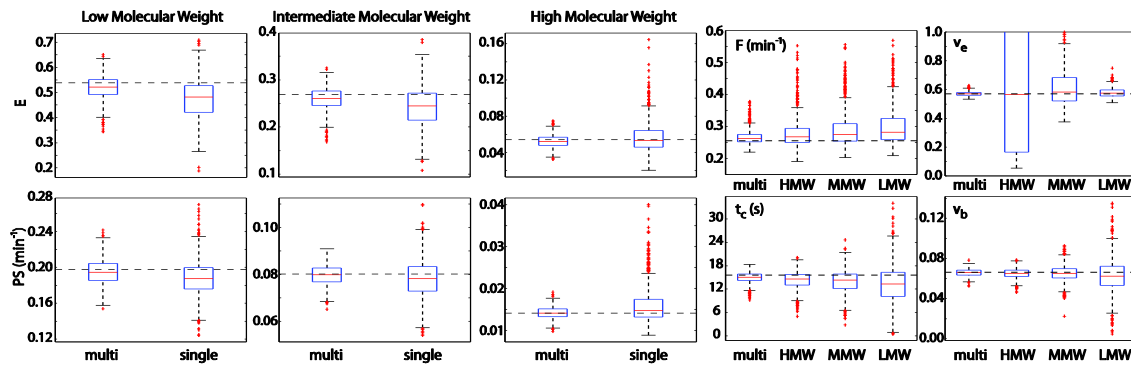 Low Molecular Weight
Intermediate Molecular Weight
High Molecular Weight
E
0.7
0.6
0.5
0.4
0.3
0.2
0.4
0.3
0.2
0.1
0.16
0.12
0.08
0.04
F (min⁻¹)
0.5
0.4
0.3
0.2
multi HMW MMW LMW
vₑ
1.0
0.8
0.6
0.4
0.2
0.0
multi HMW MMW LMW
PS (min⁻¹)
0.28
0.24
0.20
0.16
0.12
multi single
0.10
0.08
0.06
multi single
0.04
0.03
0.02
0.01
multi single
t꜀ (s)
30
24
18
12
6
0
multi HMW MMW LMW
v_b
0.12
0.08
0.04
0.00
multi HMW MMW LMW